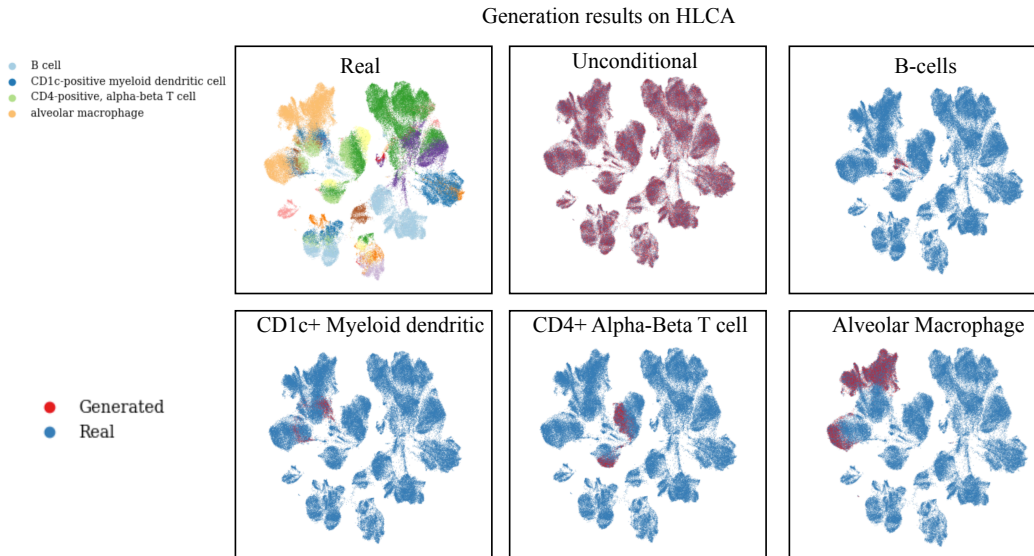 Generation results on HLCA
B cell
CD1c-positive myeloid dendritic cell
CD4-positive, alpha-beta T cell
alveolar macrophage
Real
Unconditional
B-cells
CD1c+ Myeloid dendritic
CD4+ Alpha-Beta T cell
Alveolar Macrophage
Generated
Real